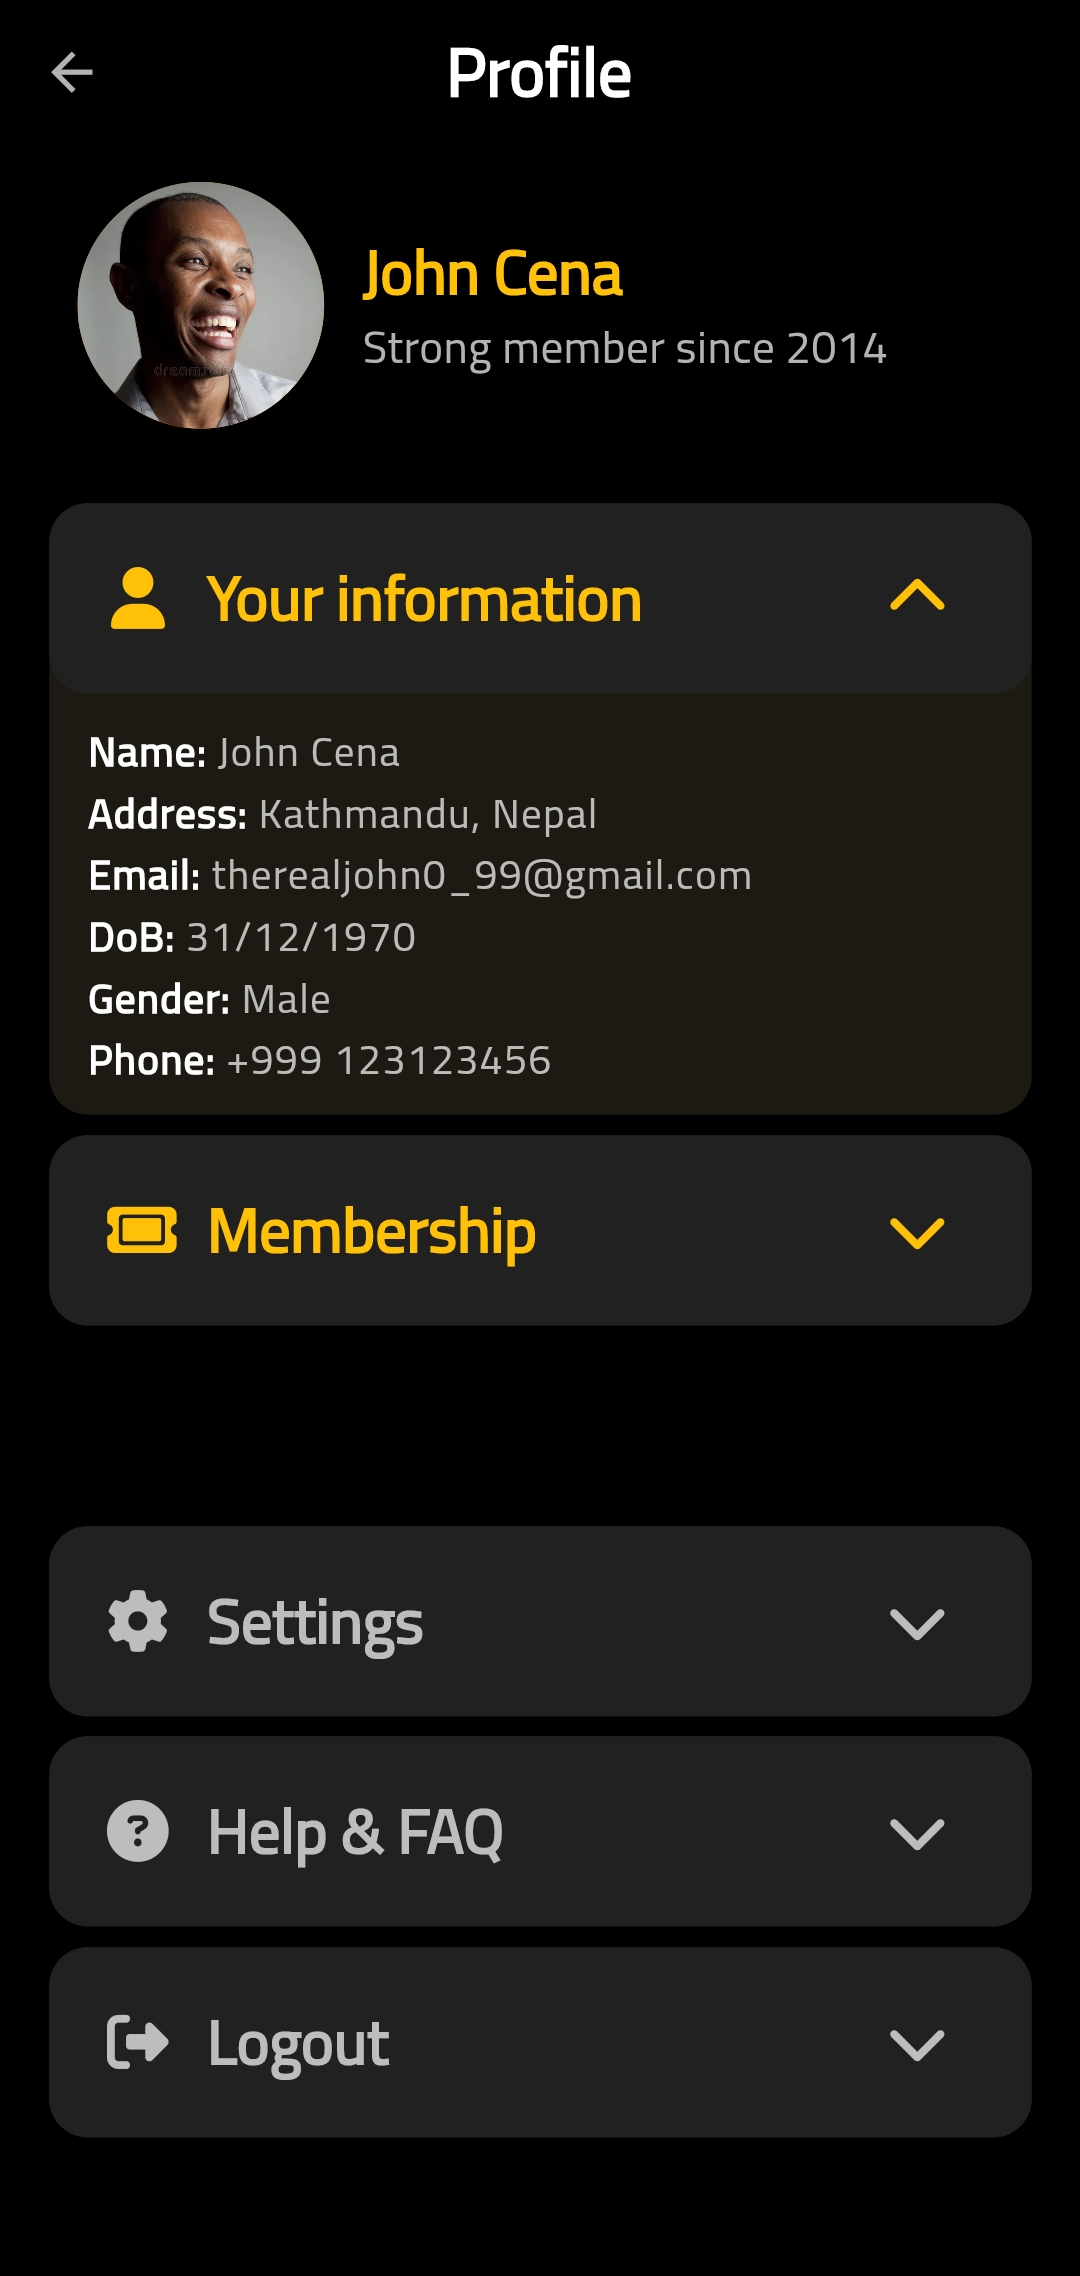 Profile
John Cena
Strong member since 2014
Your information
Name: John Cena
Address: Kathmandu, Nepal
Email: therealjohn0_99@gmail.com
DoB: 31/12/1970
Gender: Male
Phone: +999 123123456
Membership
Settings
Help & FAQ
Logout